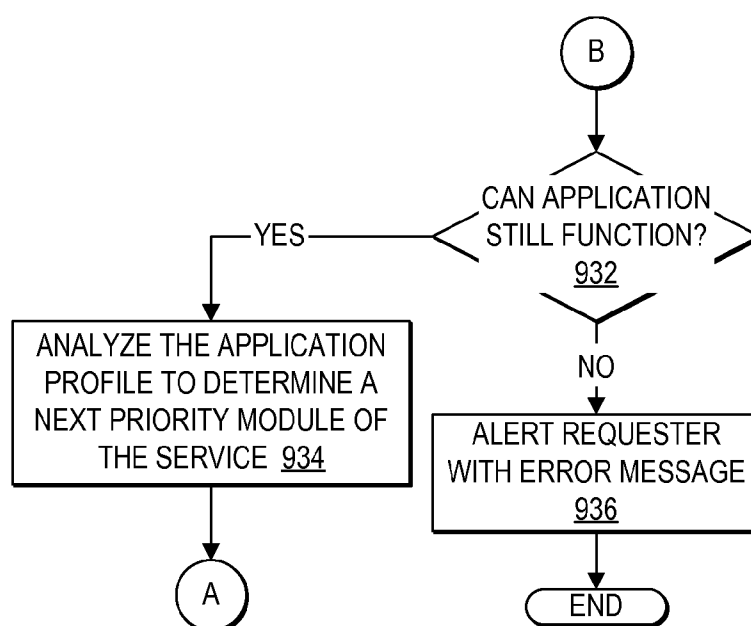 B
CAN APPLICATION
STILL FUNCTION?
932
YES
NO
ANALYZE THE APPLICATION
PROFILE TO DETERMINE A
NEXT PRIORITY MODULE OF
THE SERVICE 934
ALERT REQUESTER
WITH ERROR MESSAGE
936
A
END